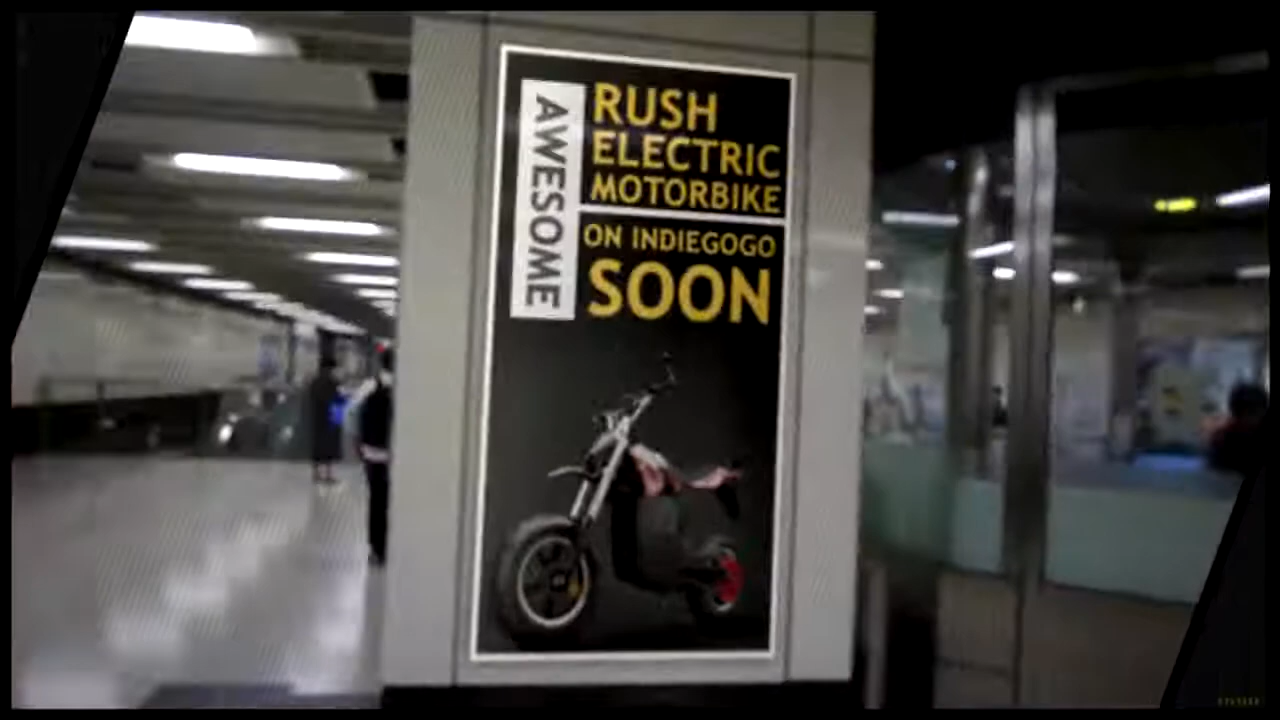 AWESOME
RUSH
ELECTRIC
MOTORBIKE
ON INDIEGOGO
SOON